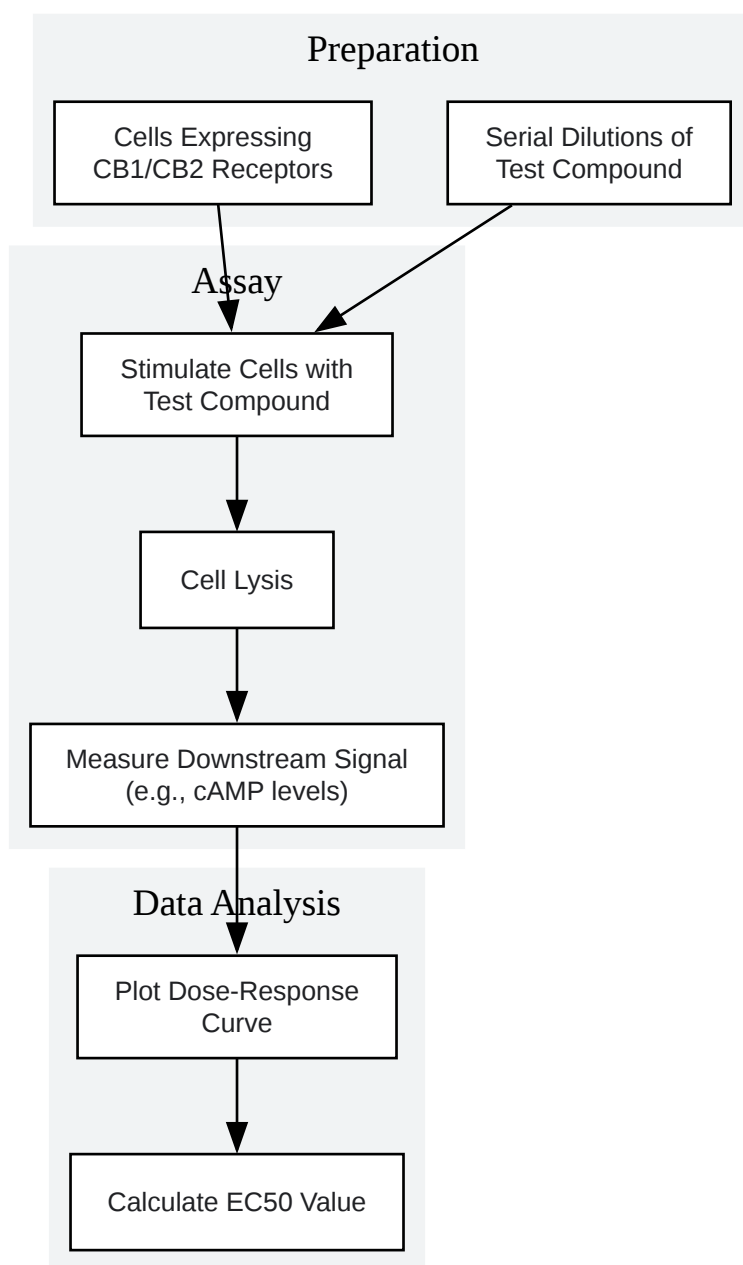 Preparation
Cells Expressing
CB1/CB2 Receptors
Serial Dilutions of
Test Compound
Assay
Stimulate Cells with
Test Compound
Cell Lysis
Measure Downstream Signal
(e.g., cAMP levels)
Data Analysis
Plot Dose-Response
Curve
Calculate EC50 Value